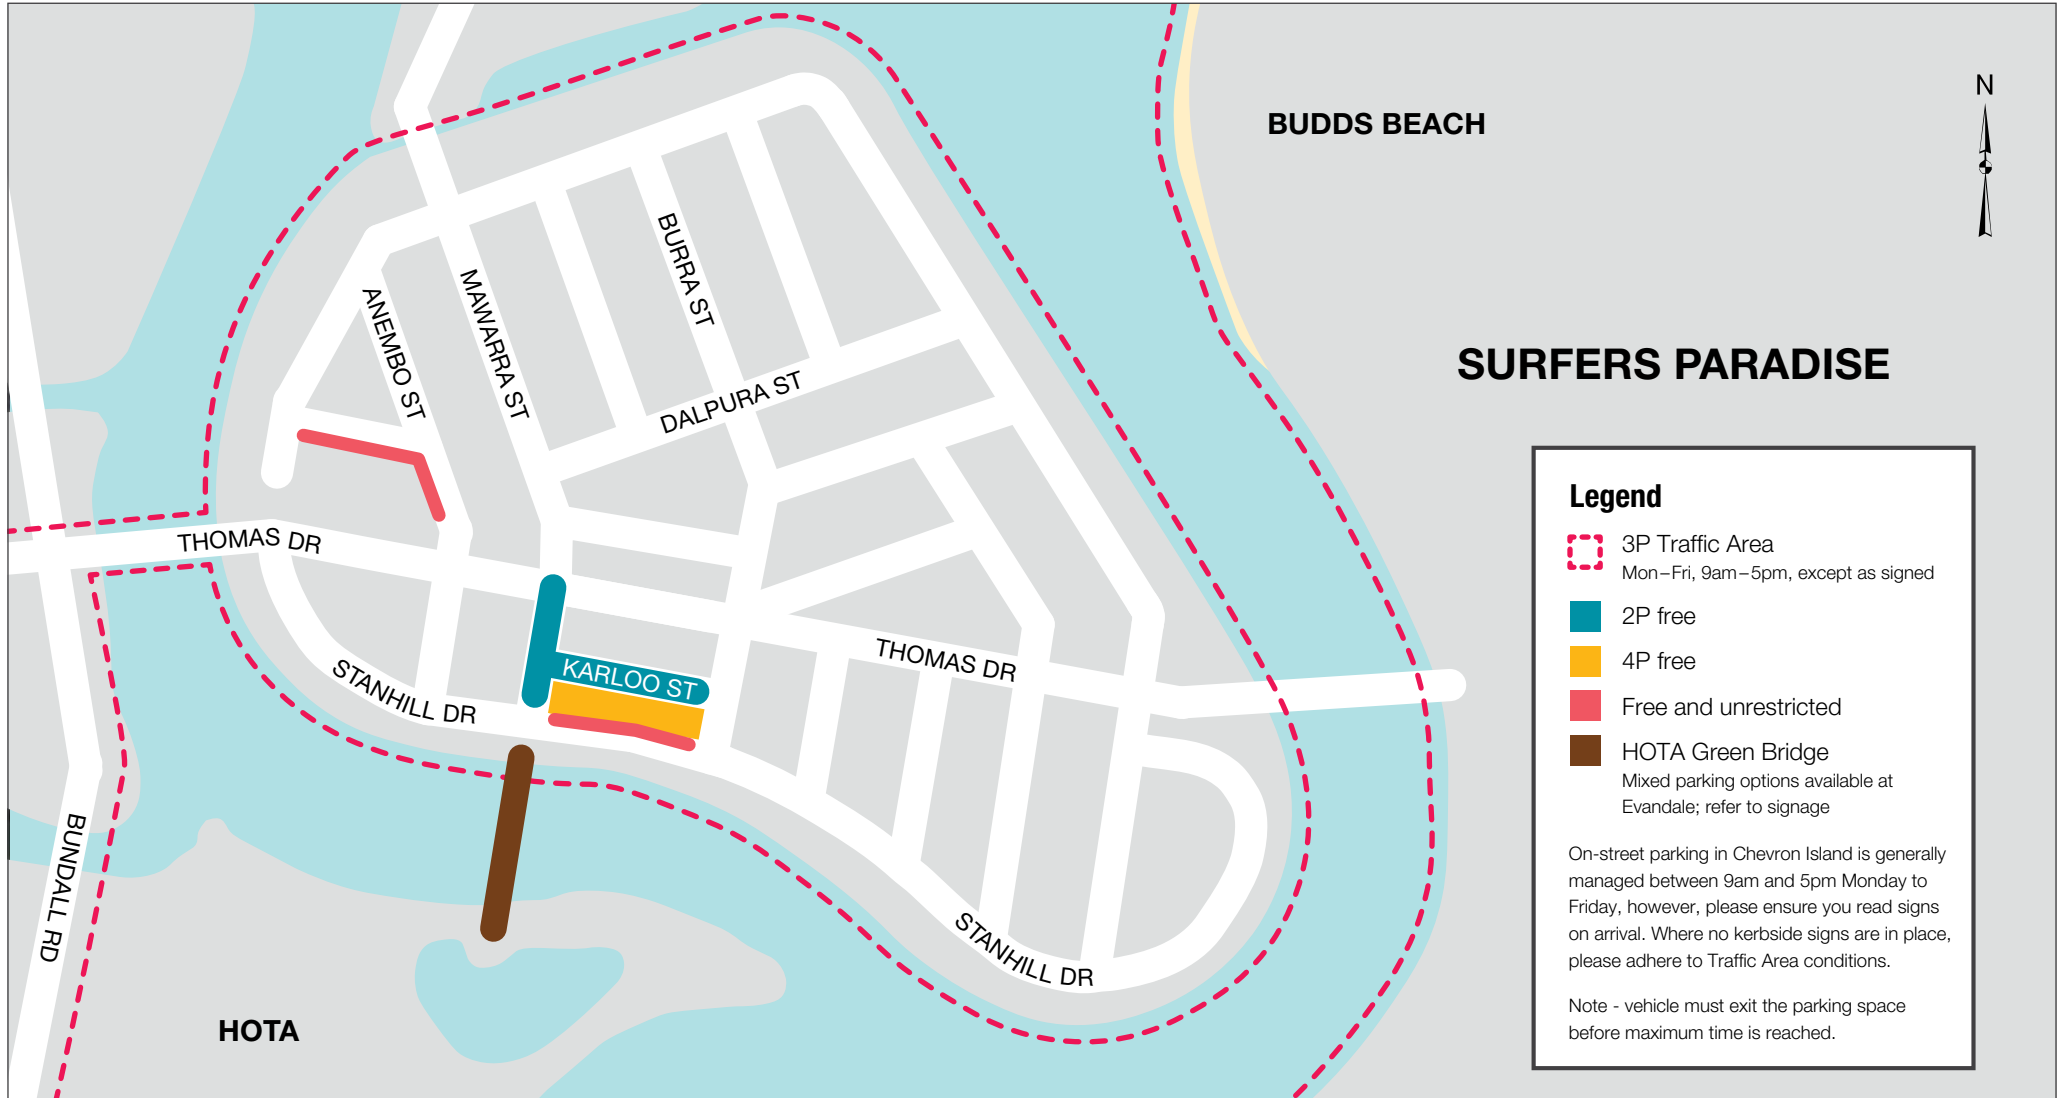 N
BUDDS BEACH
SURFERS PARADISE
BURRA ST
MAWARRA ST
ANEMBO ST
DALPURA ST
THOMAS DR
THOMAS DR
KARLOO ST
STANHILL DR
STANHILL DR
BUNDALL RD
HOTA
Legend
3P Traffic Area
Mon–Fri, 9am–5pm, except as signed
2P free
4P free
Free and unrestricted
HOTA Green Bridge
Mixed parking options available at
Evandale; refer to signage
On-street parking in Chevron Island is generally
managed between 9am and 5pm Monday to
Friday, however, please ensure you read signs
on arrival. Where no kerbside signs are in place,
please adhere to Traffic Area conditions.
Note - vehicle must exit the parking space
before maximum time is reached.